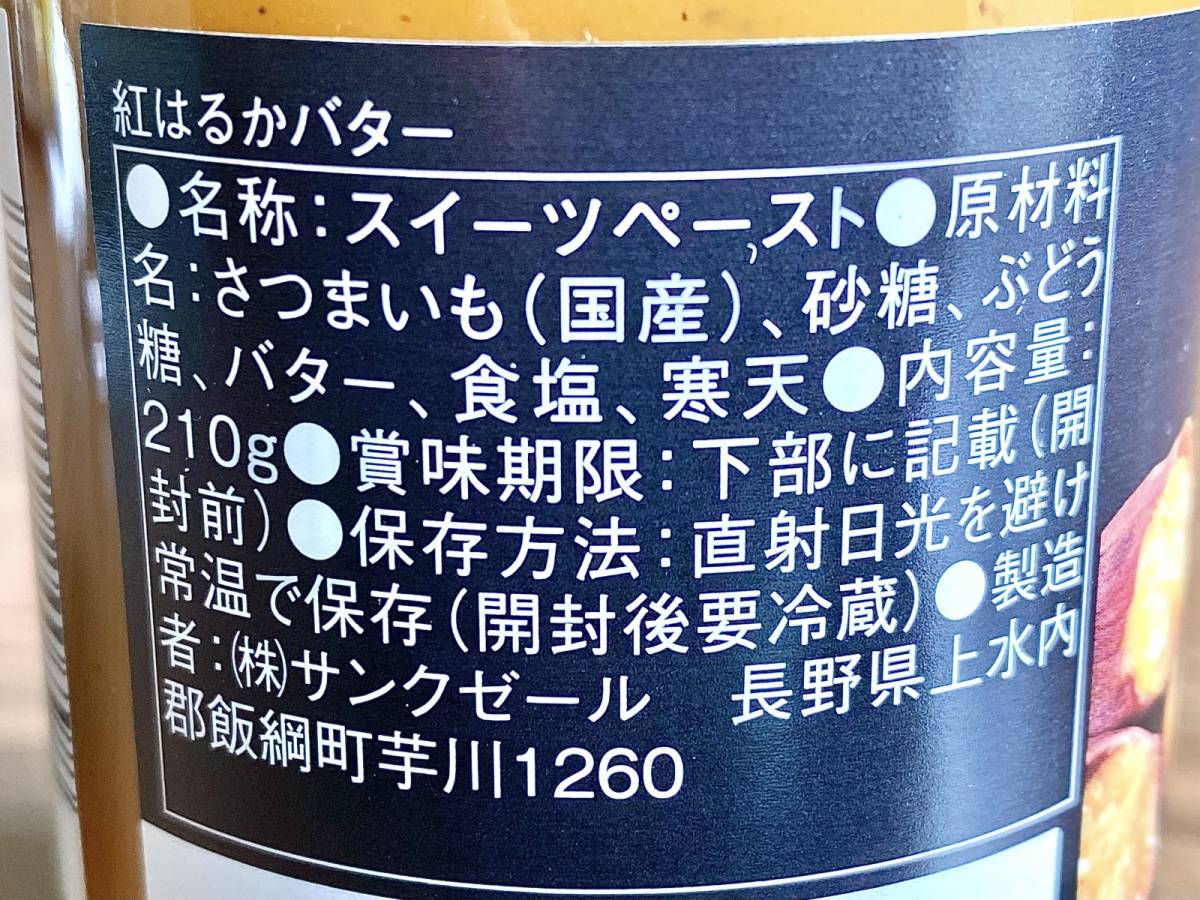 紅はるかバター
●名称：スイーツペースト●原材料
名：さつまいも（国産）、砂糖、ぶどう
糖、バター、食塩、寒天●内容量：
210g●賞味期限：下部に記載（開
封前）●保存方法：直射日光を避け
常温で保存（開封後要冷蔵）●製造
者：㈱サンクゼール　長野県上水内
郡飯綱町芋川1260